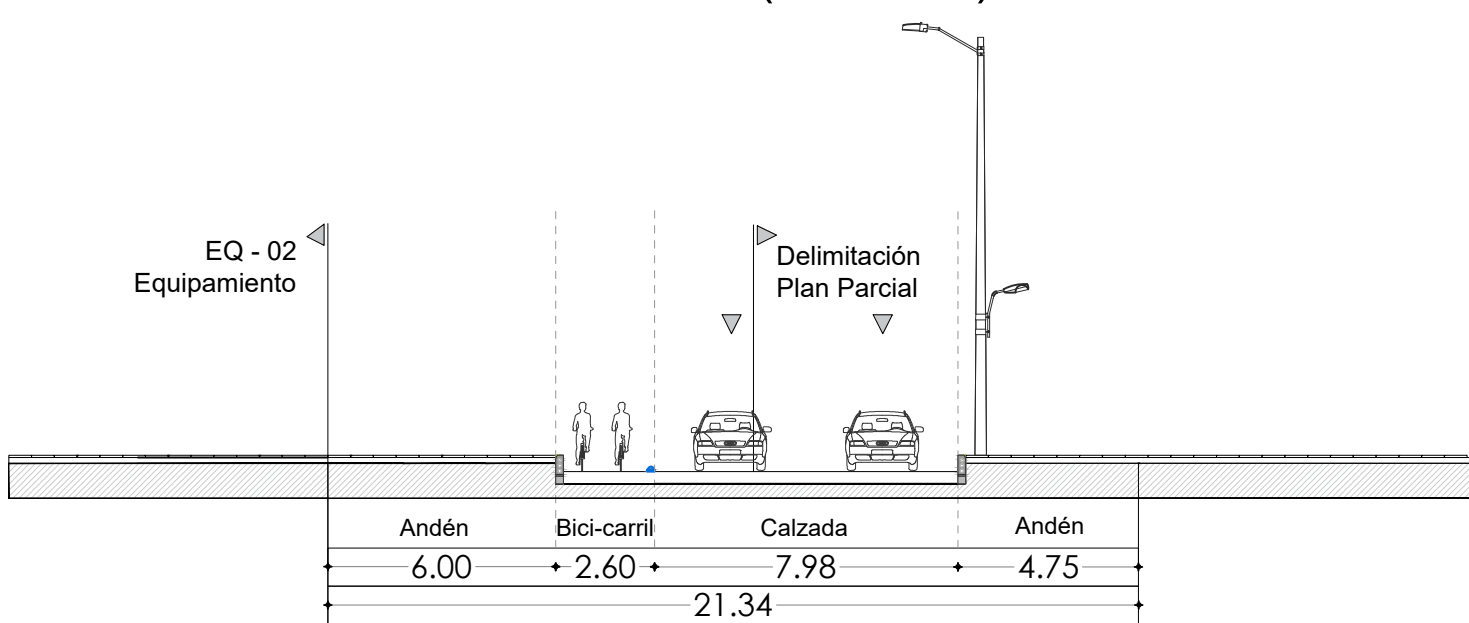 EQ - 02
Equipamiento
Delimitación
Plan Parcial
Andén
Bici-carril
Calzada
Andén
6.00
2.60
7.98
4.75
21.34